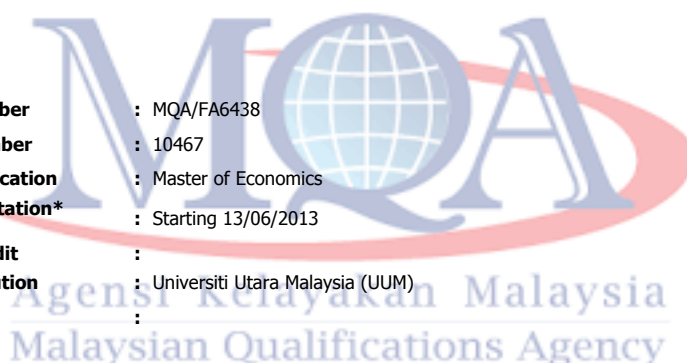 MQA
ber : MQA/FA6438
ber : 10467
cation : Master of Economics
tation* : Starting 13/06/2013
dit :
tion : Universiti Utara Malaysia (UUM)
Agensi Kelayakan Malaysia
:
Malaysian Qualifications Agency